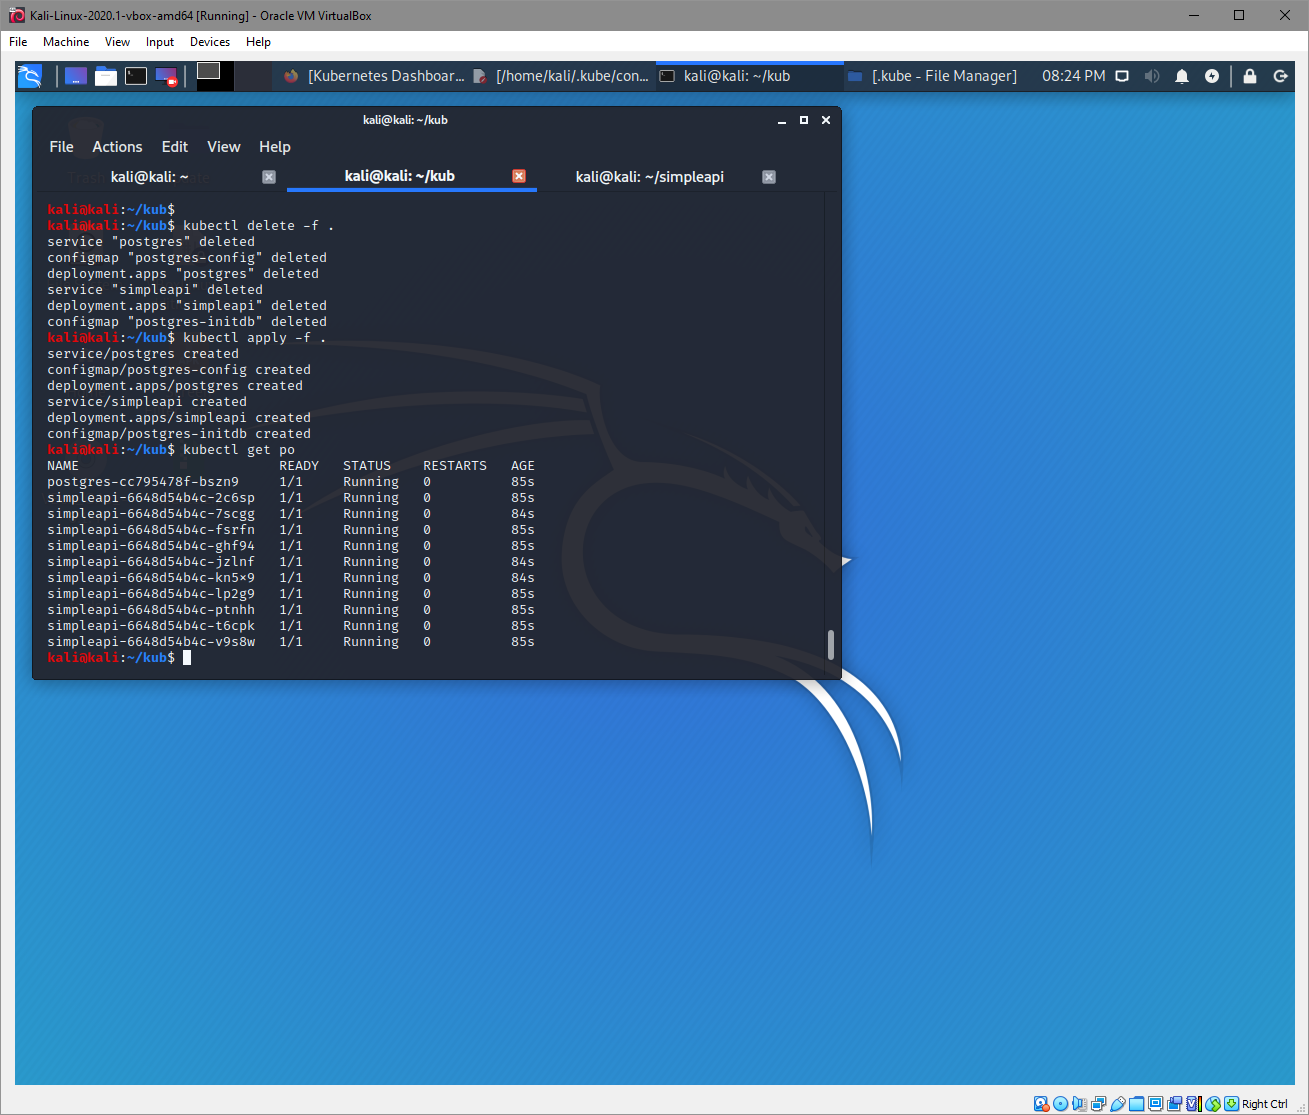 Kali-Linux-2020.1-vbox-amd64 [Running] - Oracle VM VirtualBox
File Machine View Input Devices Help
[Kubernetes Dashboar... [/home/kali/.kube/con... kali@kali: ~/kub [.kube - File Manager] 08:24 PM
kali@kali: ~/kub
File Actions Edit View Help
kali@kali: ~ kali@kali: ~/kub kali@kali: ~/simpleapi
kali@kali:~/kub$
kali@kali:~/kub$ kubectl delete -f .
service "postgres" deleted
configmap "postgres-config" deleted
deployment.apps "postgres" deleted
service "simpleapi" deleted
deployment.apps "simpleapi" deleted
configmap "postgres-initdb" deleted
kali@kali:~/kub$ kubectl apply -f .
service/postgres created
configmap/postgres-config created
deployment.apps/postgres created
service/simpleapi created
deployment.apps/simpleapi created
configmap/postgres-initdb created
kali@kali:~/kub$ kubectl get po
NAME READY STATUS RESTARTS AGE
postgres-cc795478f-bszn9 1/1 Running 0 85s
simpleapi-6648d54b4c-2c6sp 1/1 Running 0 85s
simpleapi-6648d54b4c-7scgg 1/1 Running 0 84s
simpleapi-6648d54b4c-fsrfn 1/1 Running 0 85s
simpleapi-6648d54b4c-ghf94 1/1 Running 0 85s
simpleapi-6648d54b4c-jzlnf 1/1 Running 0 84s
simpleapi-6648d54b4c-kn5×9 1/1 Running 0 84s
simpleapi-6648d54b4c-lp2g9 1/1 Running 0 85s
simpleapi-6648d54b4c-ptnhh 1/1 Running 0 85s
simpleapi-6648d54b4c-t6cpk 1/1 Running 0 85s
simpleapi-6648d54b4c-v9s8w 1/1 Running 0 85s
kali@kali:~/kub$
Right Ctrl